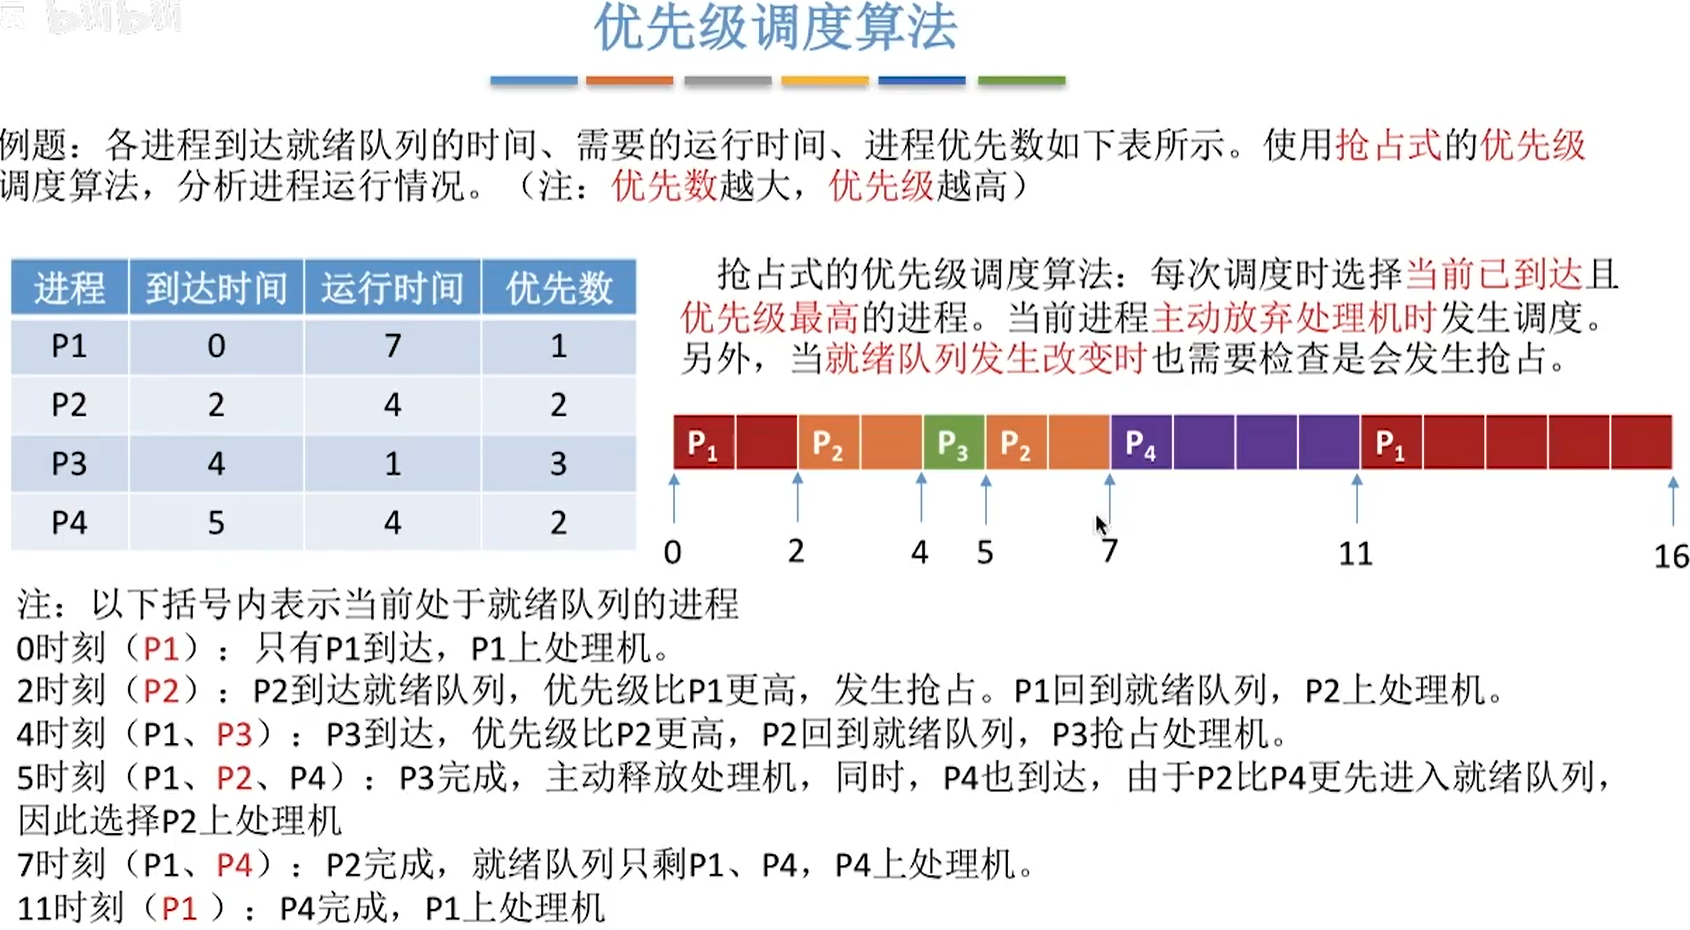 bilibili
优先级调度算法
例题：各进程到达就绪队列的时间、需要的运行时间、进程优先数如下表所示。使用抢占式的优先级
调度算法，分析进程运行情况。（注：优先数越大，优先级越高）
进程 到达时间 运行时间 优先数
P1 0 7 1
P2 2 4 2
P3 4 1 3
P4 5 4 2
抢占式的优先级调度算法：每次调度时选择当前已到达且
优先级最高的进程。当前进程主动放弃处理机时发生调度。
另外，当就绪队列发生改变时也需要检查是会发生抢占。
P1 P2 P3 P2 P4 P1
0 2 4 5 7 11 16
注：以下括号内表示当前处于就绪队列的进程
0时刻（P1）：只有P1到达，P1上处理机。
2时刻（P2）：P2到达就绪队列，优先级比P1更高，发生抢占。P1回到就绪队列，P2上处理机。
4时刻（P1、P3）：P3到达，优先级比P2更高，P2回到就绪队列，P3抢占处理机。
5时刻（P1、P2、P4）：P3完成，主动释放处理机，同时，P4也到达，由于P2比P4更先进入就绪队列，
因此选择P2上处理机
7时刻（P1、P4）：P2完成，就绪队列只剩P1、P4，P4上处理机。
11时刻（P1 ）：P4完成，P1上处理机